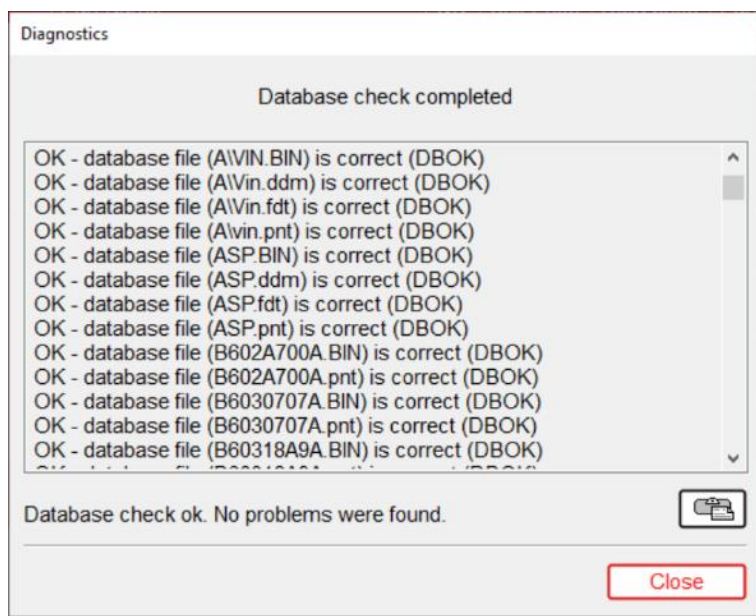 Diagnostics
Database check completed
OK - database file (A\VIN.BIN) is correct (DBOK)
OK - database file (A\Vin.ddm) is correct (DBOK)
OK - database file (A\Vin.fdt) is correct (DBOK)
OK - database file (A\vin.pnt) is correct (DBOK)
OK - database file (ASP.BIN) is correct (DBOK)
OK - database file (ASP.ddm) is correct (DBOK)
OK - database file (ASP.fdt) is correct (DBOK)
OK - database file (ASP.pnt) is correct (DBOK)
OK - database file (B602A700A.BIN) is correct (DBOK)
OK - database file (B602A700A.pnt) is correct (DBOK)
OK - database file (B6030707A.BIN) is correct (DBOK)
OK - database file (B6030707A.pnt) is correct (DBOK)
OK - database file (B60318A9A.BIN) is correct (DBOK)
Database check ok. No problems were found.
Close